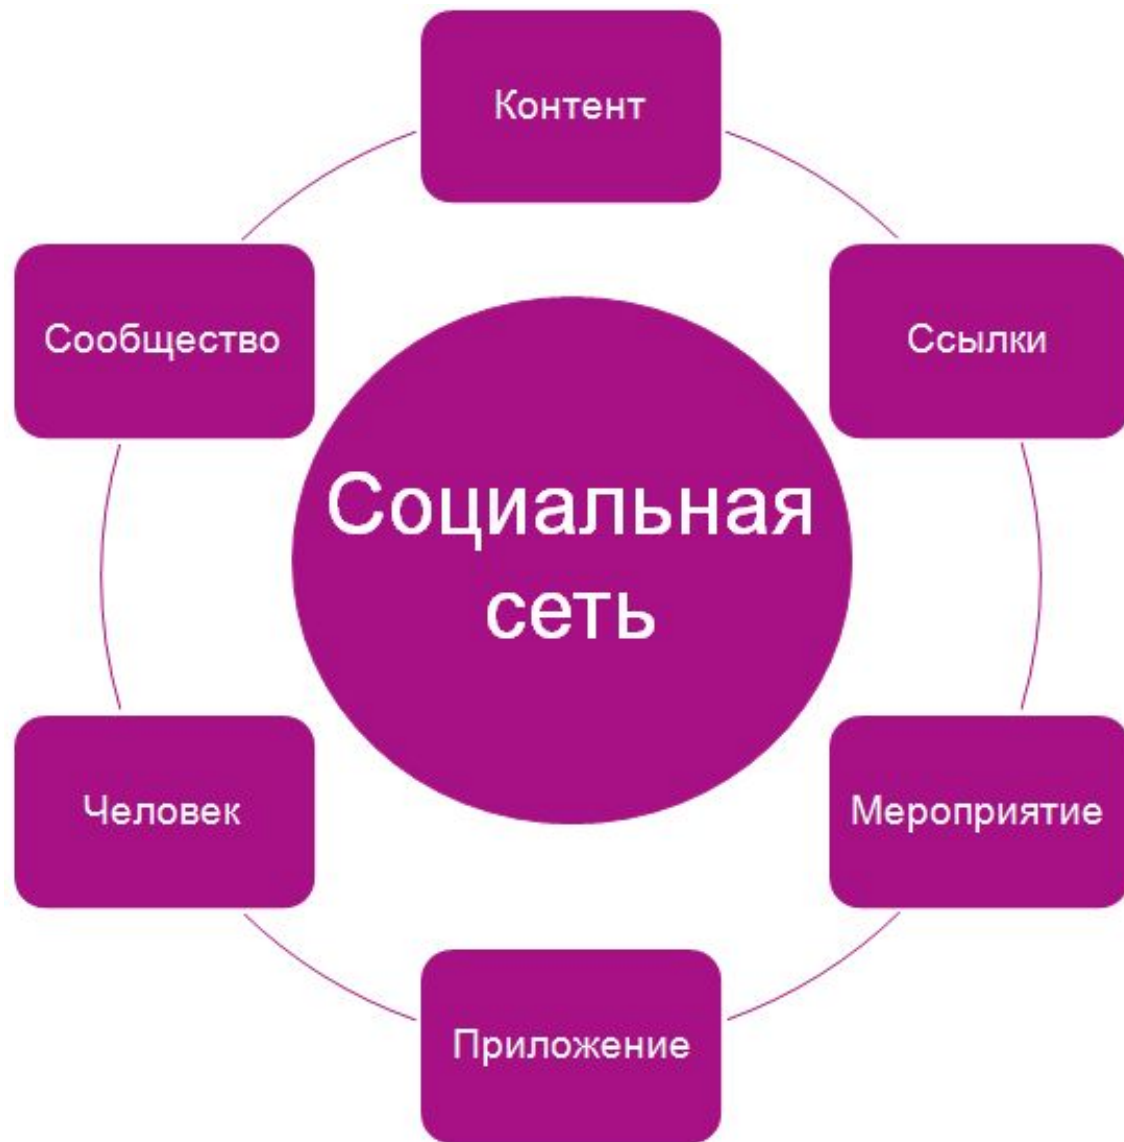 Контент
Сообщество
Ссылки
Социальная
сеть
Человек
Мероприятие
Приложение